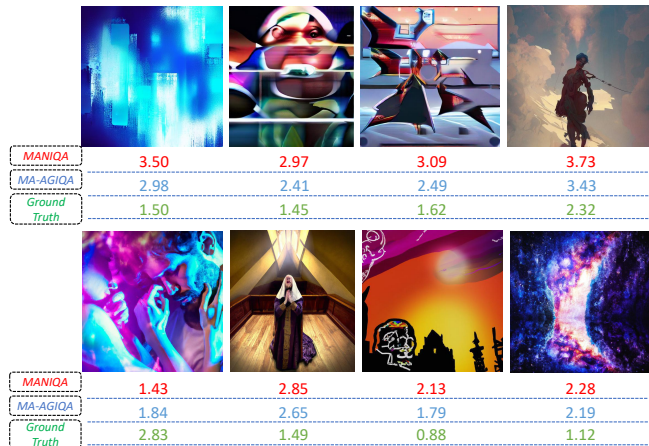 MANIQA 3.50 2.97 3.09 3.73
MA-AGIQA 2.98 2.41 2.49 3.43
Ground
Truth 1.50 1.45 1.62 2.32
MANIQA 1.43 2.85 2.13 2.28
MA-AGIQA 1.84 2.65 1.79 2.19
Ground
Truth 2.83 1.49 0.88 1.12